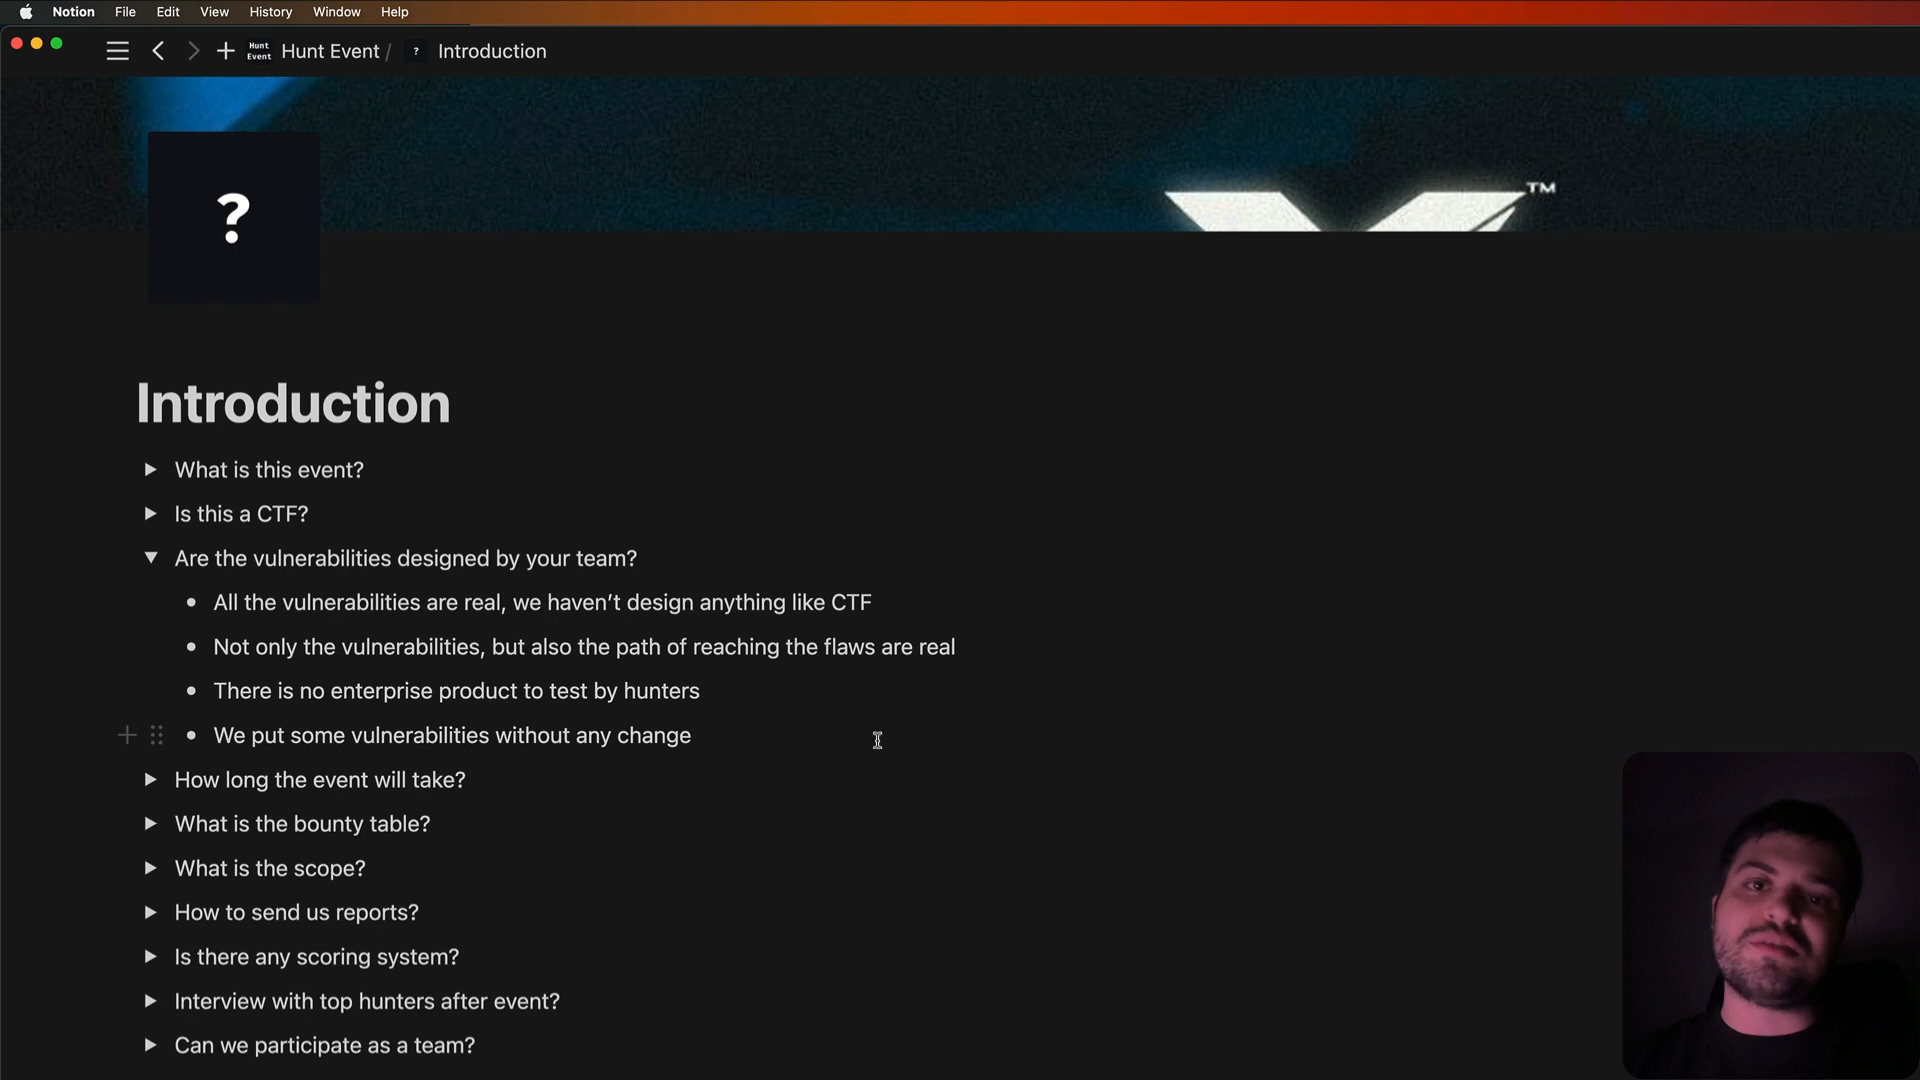 Notion File Edit View History Window Help
Hunt Event Hunt Event / ? Introduction
TM
?
Introduction
What is this event?
Is this a CTF?
Are the vulnerabilities designed by your team?
All the vulnerabilities are real, we haven’t design anything like CTF
Not only the vulnerabilities, but also the path of reaching the flaws are real
There is no enterprise product to test by hunters
We put some vulnerabilities without any change
How long the event will take?
What is the bounty table?
What is the scope?
How to send us reports?
Is there any scoring system?
Interview with top hunters after event?
Can we participate as a team?